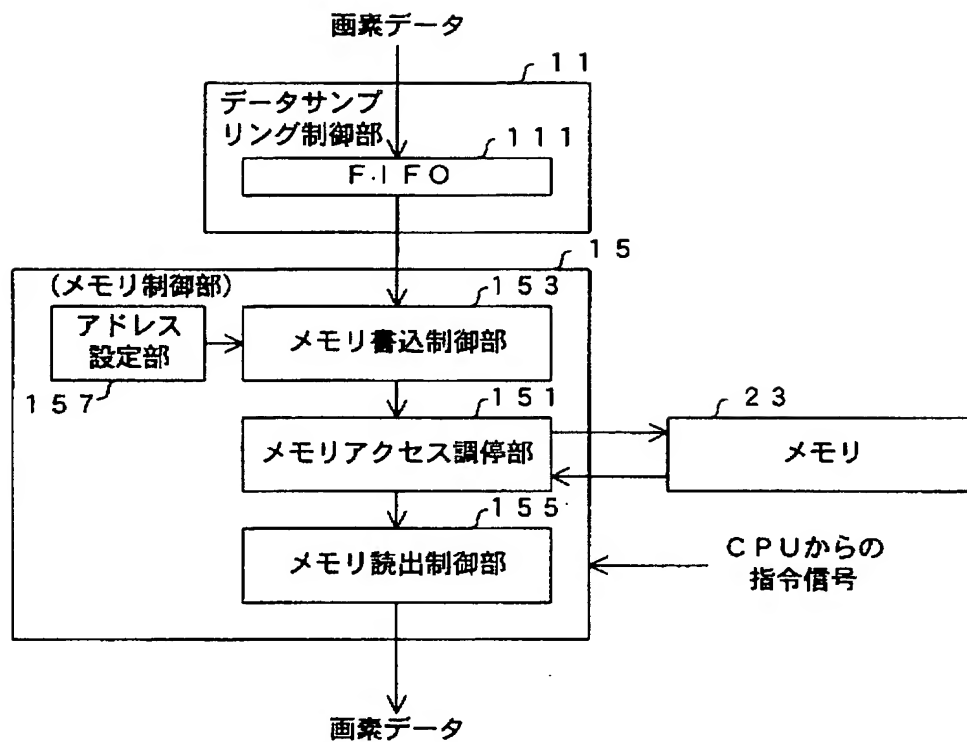 画素データ
１１
データサンプ
リング制御部
１１１
Ｆ.ＩＦＯ
１５
(メモリ制御部)
１５３
アドレス
設定部
メモリ書込制御部
１５７
１５１
２３
メモリアクセス調停部
メモリ
１５５
メモリ読出制御部
ＣＰＵからの
指令信号
画素データ